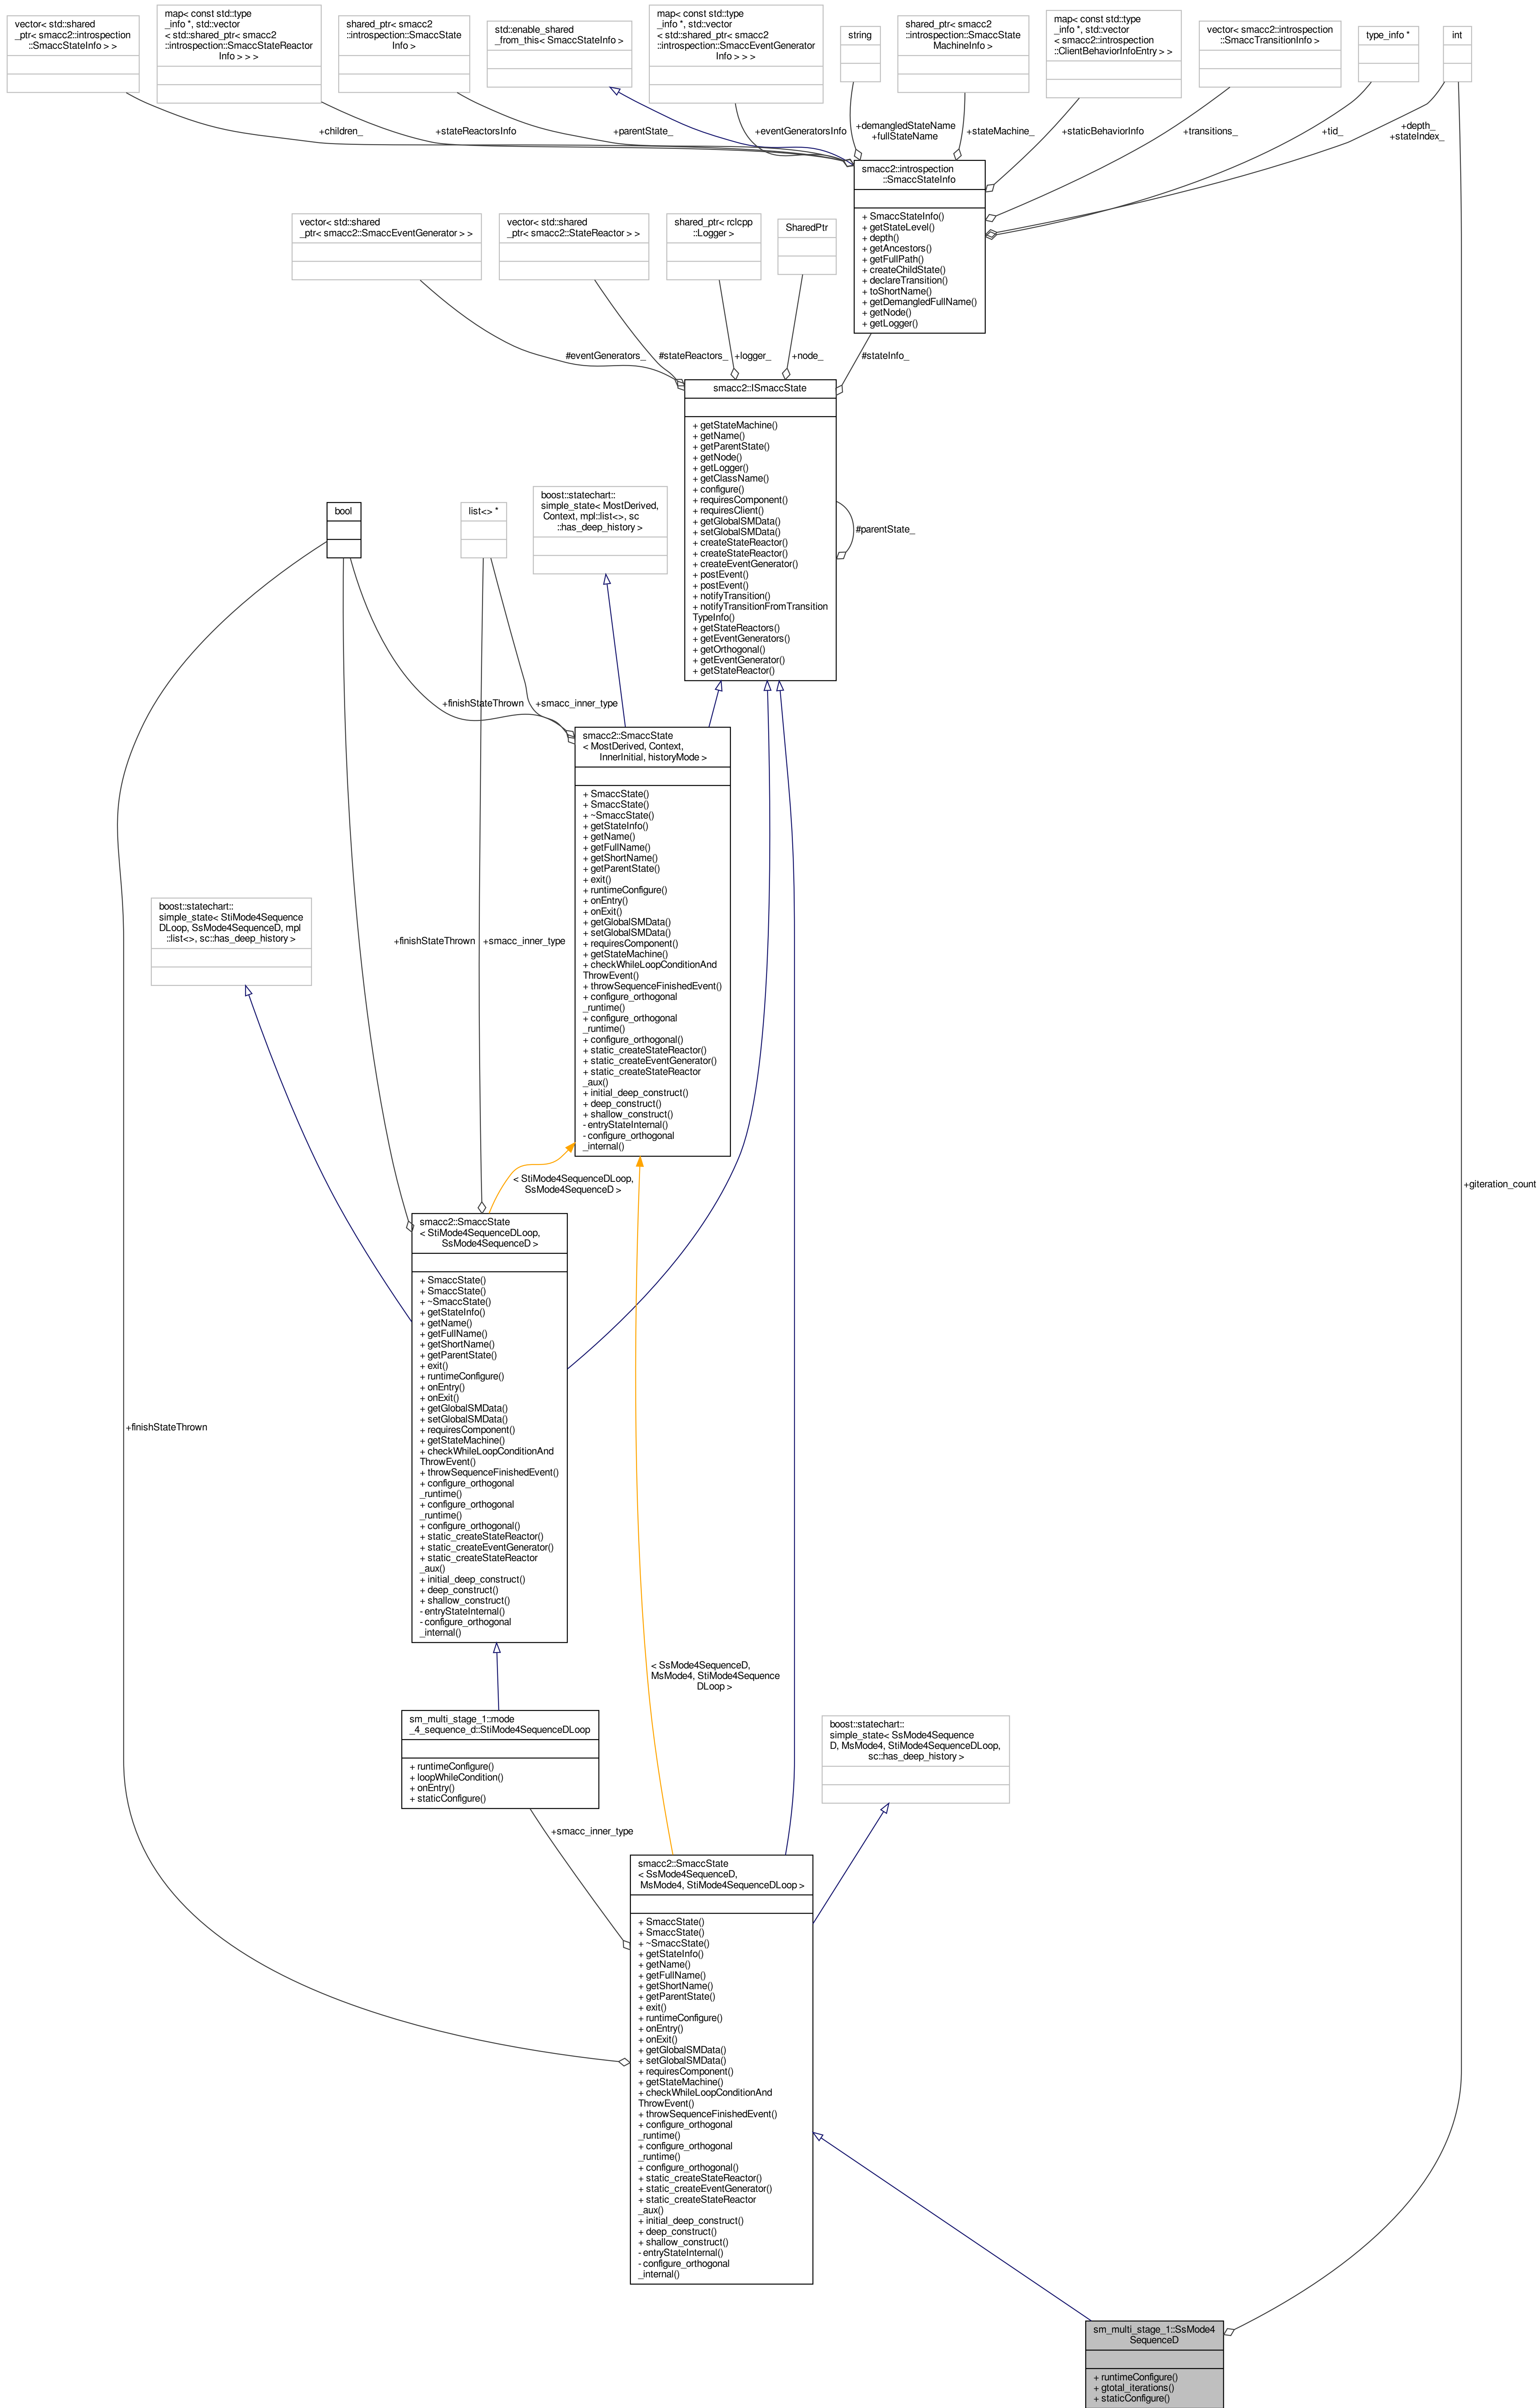 vector< std::shared
_ptr< smacc2::introspection
::SmaccStateInfo > >
map< const std::type
_info *, std::vector
< std::shared_ptr< smacc2
::introspection::SmaccStateReactor
Info > > >
shared_ptr< smacc2
::introspection::SmaccState
Info >
std::enable_shared
_from_this< SmaccStateInfo >
map< const std::type
_info *, std::vector
< std::shared_ptr< smacc2
::introspection::SmaccEventGenerator
Info > > >
string
shared_ptr< smacc2
::introspection::SmaccState
MachineInfo >
map< const std::type
_info *, std::vector
< smacc2::introspection
::ClientBehaviorInfoEntry > >
vector< smacc2::introspection
::SmaccTransitionInfo >
type_info *
int
+children_
+stateReactorsInfo
+parentState_
+eventGeneratorsInfo
+demangledStateName
+fullStateName
+stateMachine_
+staticBehaviorInfo
+transitions_
+tid_
+depth_
+stateIndex_
smacc2::introspection
::SmaccStateInfo
+ SmaccStateInfo()
+ getStateLevel()
+ depth()
+ getAncestors()
+ getFullPath()
+ createChildState()
+ declareTransition()
+ toShortName()
+ getDemangledFullName()
+ getNode()
+ getLogger()
vector< std::shared
_ptr< smacc2::SmaccEventGenerator > >
vector< std::shared
_ptr< smacc2::StateReactor > >
shared_ptr< rclcpp
::Logger >
SharedPtr
#eventGenerators_
#stateReactors_
+logger_
+node_
#stateInfo_
smacc2::ISmaccState
+ getStateMachine()
+ getName()
+ getParentState()
+ getNode()
+ getLogger()
+ getClassName()
+ configure()
+ requiresComponent()
+ requiresClient()
+ getGlobalSMData()
+ setGlobalSMData()
+ createStateReactor()
+ createStateReactor()
+ createEventGenerator()
+ postEvent()
+ postEvent()
+ notifyTransition()
+ notifyTransitionFromTransition
TypeInfo()
+ getStateReactors()
+ getEventGenerators()
+ getOrthogonal()
+ getEventGenerator()
+ getStateReactor()
#parentState_
bool
list<> *
boost::statechart::
simple_state< MostDerived,
Context, mpl::list<>, sc
::has_deep_history >
+finishStateThrown
+smacc_inner_type
smacc2::SmaccState
< MostDerived, Context,
InnerInitial, historyMode >
+ SmaccState()
+ SmaccState()
+ ~SmaccState()
+ getStateInfo()
+ getName()
+ getFullName()
+ getShortName()
+ getParentState()
+ exit()
+ runtimeConfigure()
+ onEntry()
+ onExit()
+ getGlobalSMData()
+ setGlobalSMData()
+ requiresComponent()
+ getStateMachine()
+ checkWhileLoopConditionAnd
ThrowEvent()
+ throwSequenceFinishedEvent()
+ configure_orthogonal
_runtime()
+ configure_orthogonal
_runtime()
+ configure_orthogonal()
+ static_createStateReactor()
+ static_createEventGenerator()
+ static_createStateReactor
_aux()
+ initial_deep_construct()
+ deep_construct()
+ shallow_construct()
- entryStateInternal()
- configure_orthogonal
_internal()
boost::statechart::
simple_state< StiMode4Sequence
DLoop, SsMode4SequenceD, mpl
::list<>, sc::has_deep_history >
+finishStateThrown
+smacc_inner_type
< StiMode4SequenceDLoop,
SsMode4SequenceD >
+giteration_count
smacc2::SmaccState
< StiMode4SequenceDLoop,
SsMode4SequenceD >
+ SmaccState()
+ SmaccState()
+ ~SmaccState()
+ getStateInfo()
+ getName()
+ getFullName()
+ getShortName()
+ getParentState()
+ exit()
+ runtimeConfigure()
+ onEntry()
+ onExit()
+ getGlobalSMData()
+ setGlobalSMData()
+ requiresComponent()
+ getStateMachine()
+ checkWhileLoopConditionAnd
ThrowEvent()
+ throwSequenceFinishedEvent()
+ configure_orthogonal
_runtime()
+ configure_orthogonal
_runtime()
+ configure_orthogonal()
+ static_createStateReactor()
+ static_createEventGenerator()
+ static_createStateReactor
_aux()
+ initial_deep_construct()
+ deep_construct()
+ shallow_construct()
- entryStateInternal()
- configure_orthogonal
_internal()
+finishStateThrown
< SsMode4SequenceD,
MsMode4, StiMode4Sequence
DLoop >
sm_multi_stage_1::mode
_4_sequence_d::StiMode4SequenceDLoop
+ runtimeConfigure()
+ loopWhileCondition()
+ onEntry()
+ staticConfigure()
boost::statechart::
simple_state< SsMode4Sequence
D, MsMode4, StiMode4SequenceDLoop,
sc::has_deep_history >
+smacc_inner_type
smacc2::SmaccState
< SsMode4SequenceD,
MsMode4, StiMode4SequenceDLoop >
+ SmaccState()
+ SmaccState()
+ ~SmaccState()
+ getStateInfo()
+ getName()
+ getFullName()
+ getShortName()
+ getParentState()
+ exit()
+ runtimeConfigure()
+ onEntry()
+ onExit()
+ getGlobalSMData()
+ setGlobalSMData()
+ requiresComponent()
+ getStateMachine()
+ checkWhileLoopConditionAnd
ThrowEvent()
+ throwSequenceFinishedEvent()
+ configure_orthogonal
_runtime()
+ configure_orthogonal
_runtime()
+ configure_orthogonal()
+ static_createStateReactor()
+ static_createEventGenerator()
+ static_createStateReactor
_aux()
+ initial_deep_construct()
+ deep_construct()
+ shallow_construct()
- entryStateInternal()
- configure_orthogonal
_internal()
sm_multi_stage_1::SsMode4
SequenceD
+ runtimeConfigure()
+ gtotal_iterations()
+ staticConfigure()